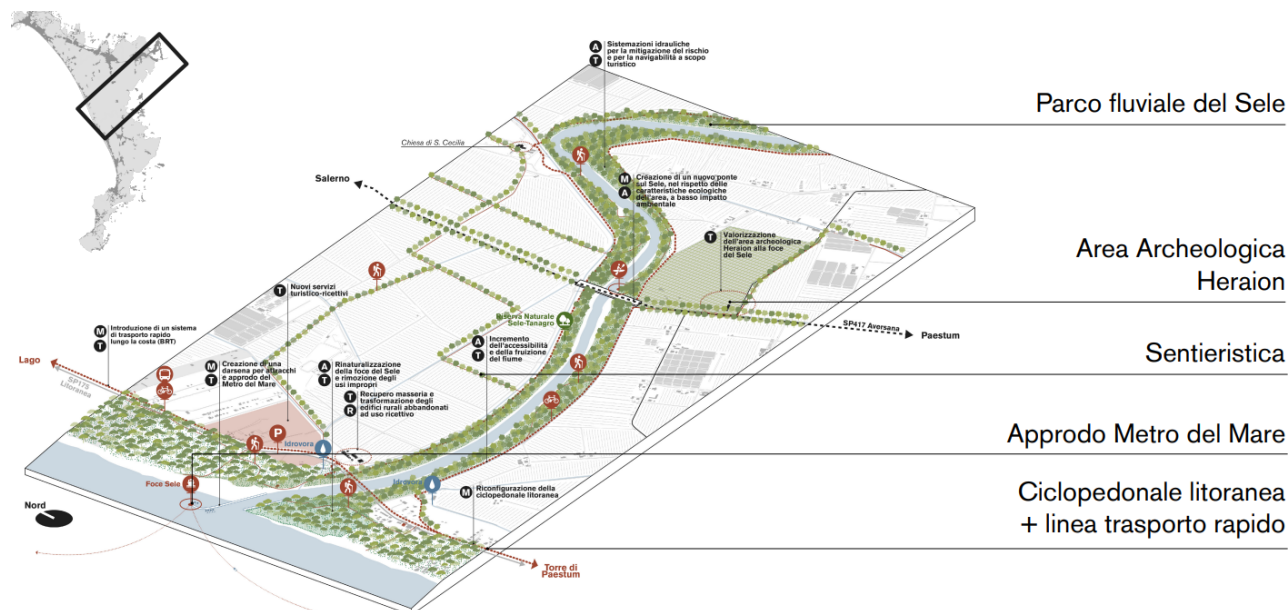 Sistemazioni idrauliche
per la mitigazione del rischio
e per la navigabilità a scopo
turistico
A
T
Parco fluviale del Sele
Chiesa di S. Cecilia
Salerno
M
A
Creazione di un nuovo ponte
sul Sele, nel rispetto delle
caratteristiche ecologiche
dell'area, a basso impatto
ambientale
T
Valorizzazione
dell'area archeologica
Heraion alla foce
del Sele
Area Archeologica
Heraion
T
Nuovi servizi
turistico-ricettivi
Riserva Naturale
Sele-Tanagro
SP417 Aversana
Paestum
M
T
Introduzione di un sistema
di trasporto rapido
lungo la costa (BRT)
A
T
Incremento
dell'accessibilità
e della fruizione del
fiume
Sentieristica
Lago
SP175
Litoranea
M
T
Creazione di una
darsena per attracchi
e approdo del
Metro del Mare
A
T
Rinaturalizzazione
della foce del Sele
e rimozione degli
usi impropri
T
R
Recupero masseria e
trasformazione degli
edifici rurali abbandonati
ad uso ricettivo
P
Idrovora
Approdo Metro del Mare
Foce Sele
Idrovora
M
Riconfigurazione della
ciclopedonale litoranea
Ciclopedonale litoranea
+ linea trasporto rapido
Nord
Torre di
Paestum